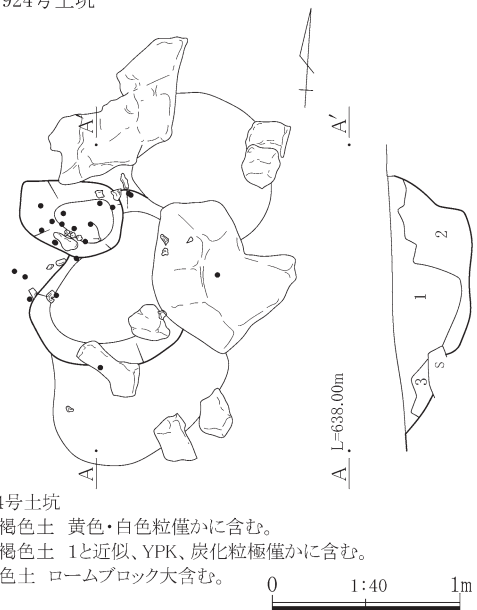 924号土坑
A
A'
2
1
3
S
A
A L=638.00m
4号土坑
褐色土 黄色・白色粒僅かに含む。
褐色土 1と近似、YPK、炭化粒極僅かに含む。
色土 ロームブロック大含む。
0 1:40 1m